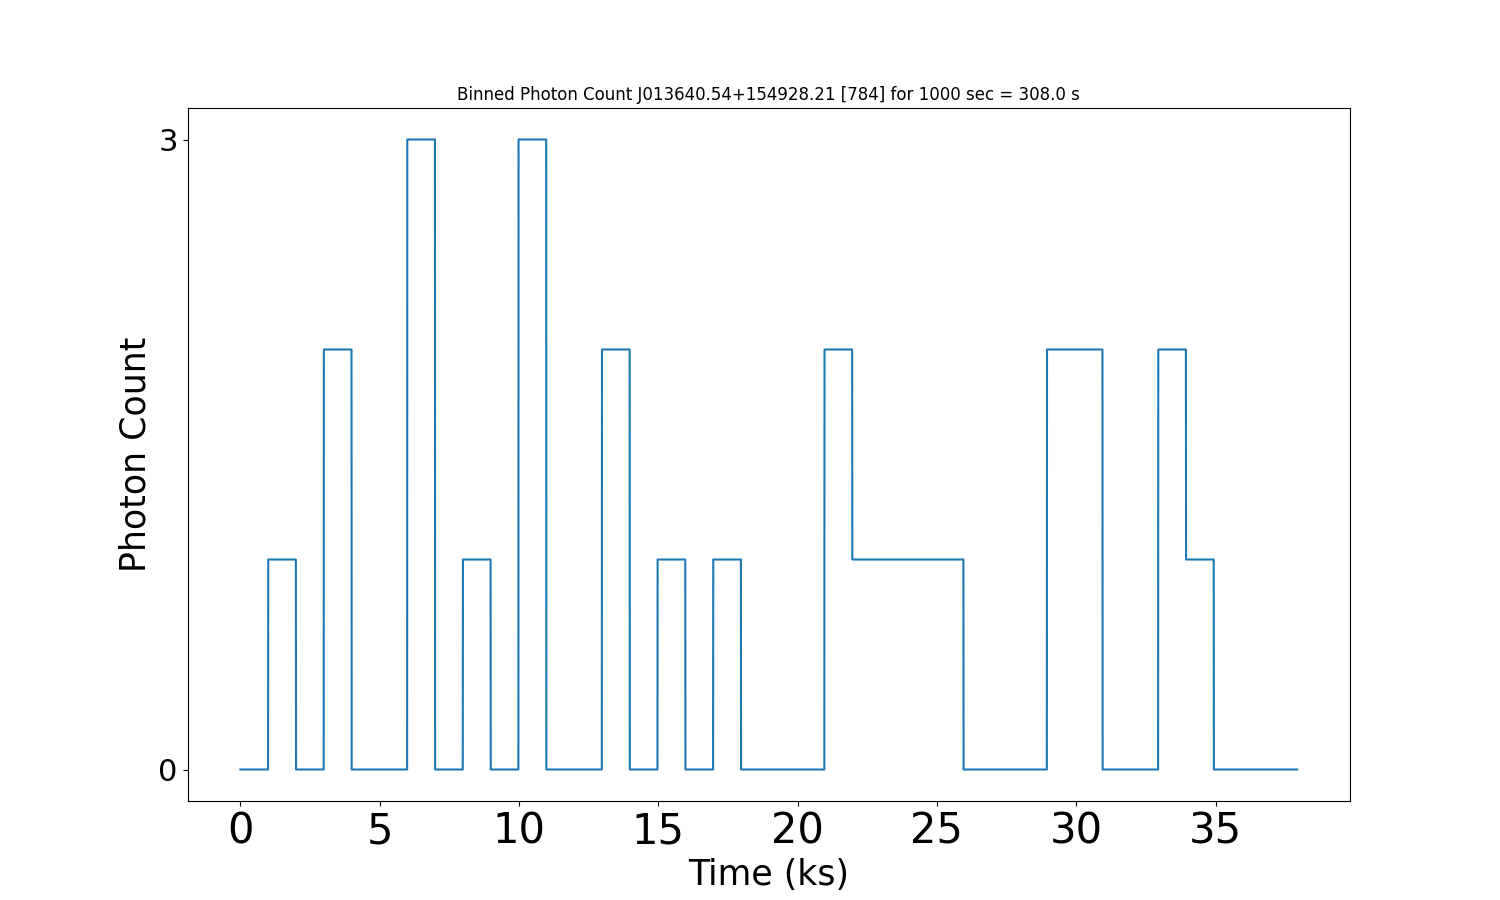 Binned Photon Count J013640.54+154928.21 [784] for 1000 sec = 308.0 s
3
0
Photon Count
0 5 10 15 20 25 30 35
Time (ks)